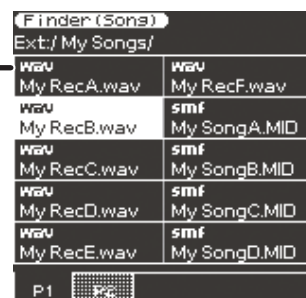 Finder(Song)
Ext:/ My Songs/
wav wav
My RecA.wav My RecF.wav
wav smf
My RecB.wav My SongA.MID
wav smf
My RecC.wav My SongB.MID
wav smf
My RecD.wav My SongC.MID
wav smf
My RecE.wav My SongD.MID
P1